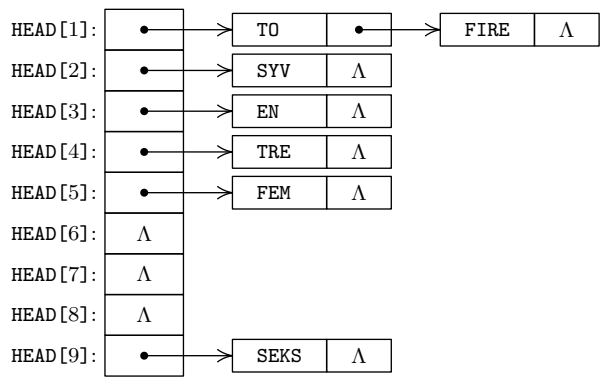 HEAD[1]: TO FIRE Λ
HEAD[2]: SYV Λ
HEAD[3]: EN Λ
HEAD[4]: TRE Λ
HEAD[5]: FEM Λ
HEAD[6]: Λ
HEAD[7]: Λ
HEAD[8]: Λ
HEAD[9]: SEKS Λ